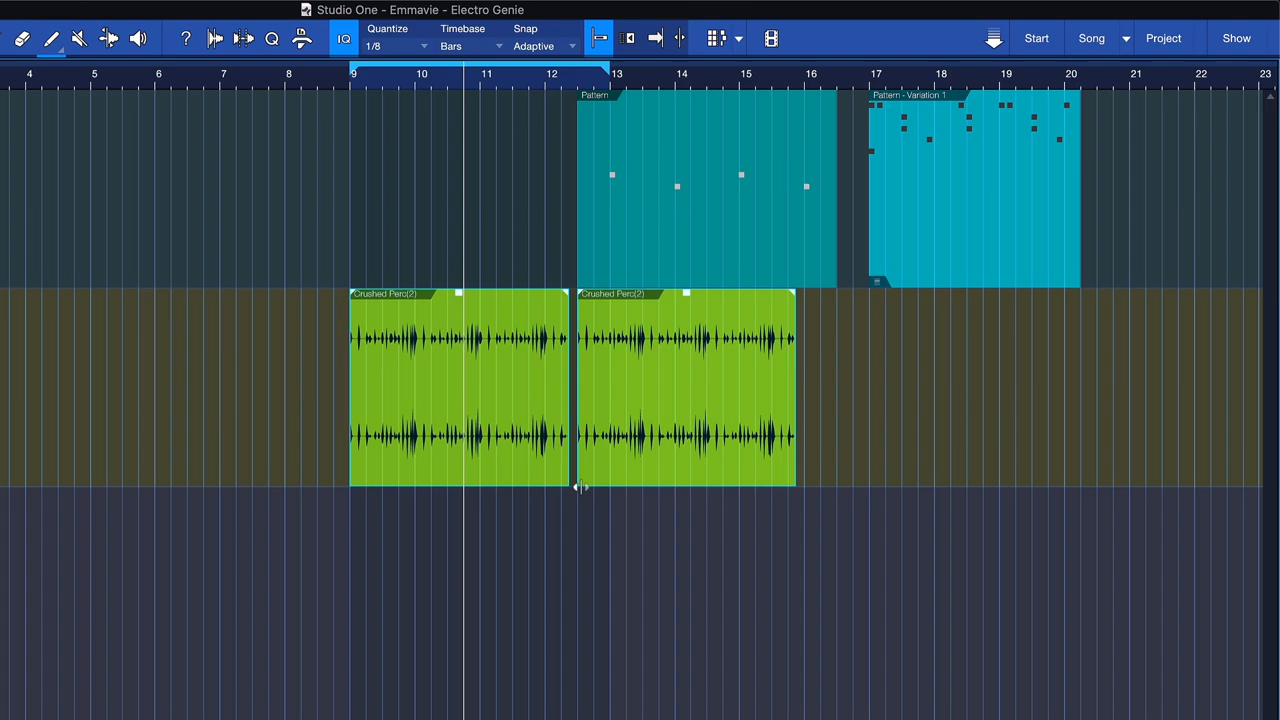 Studio One - Emmavie - Electro Genie
? Q IQ Quantize Timebase Snap Start Song Project Show
1/8 Bars Adaptive
4 5 6 7 8 9 10 11 12 13 14 15 16 17 18 19 20 21 22 23
Pattern Pattern - Variation 1
Crushed Perc(2) Crushed Perc(2)